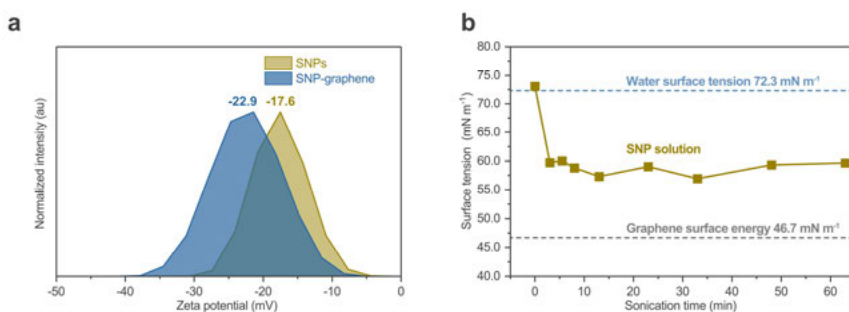 a
SNPs
SNP-graphene
-22.9
-17.6
Normalized intensity (au)
-50
-40
-30
-20
-10
0
Zeta potential (mV)
b
80.0
75.0
70.0
65.0
60.0
55.0
50.0
45.0
40.0
Surface tension
(mN m⁻¹)
Water surface tension 72.3 mN m⁻¹
SNP solution
Graphene surface energy 46.7 mN m⁻¹
0
10
20
30
40
50
60
Sonication time (min)